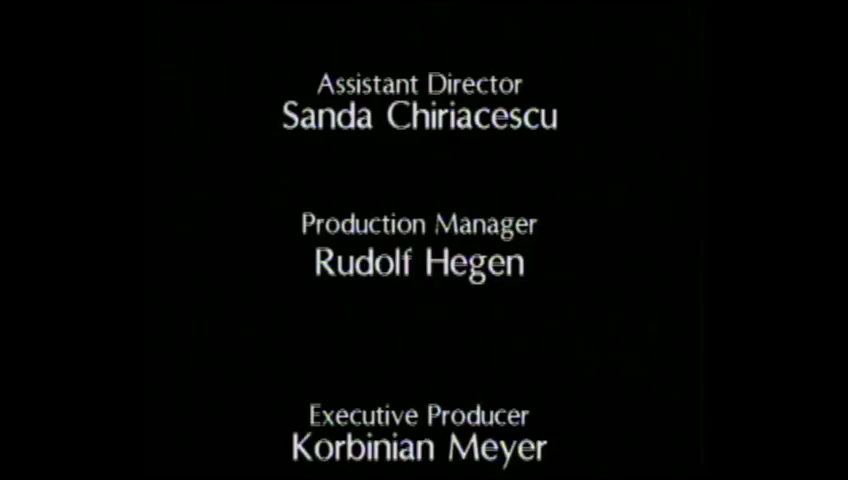 Assistant Director
Sanda Chiriacescu
Production Manager
Rudolf Hegen
Executive Producer
Korbinian Meyer